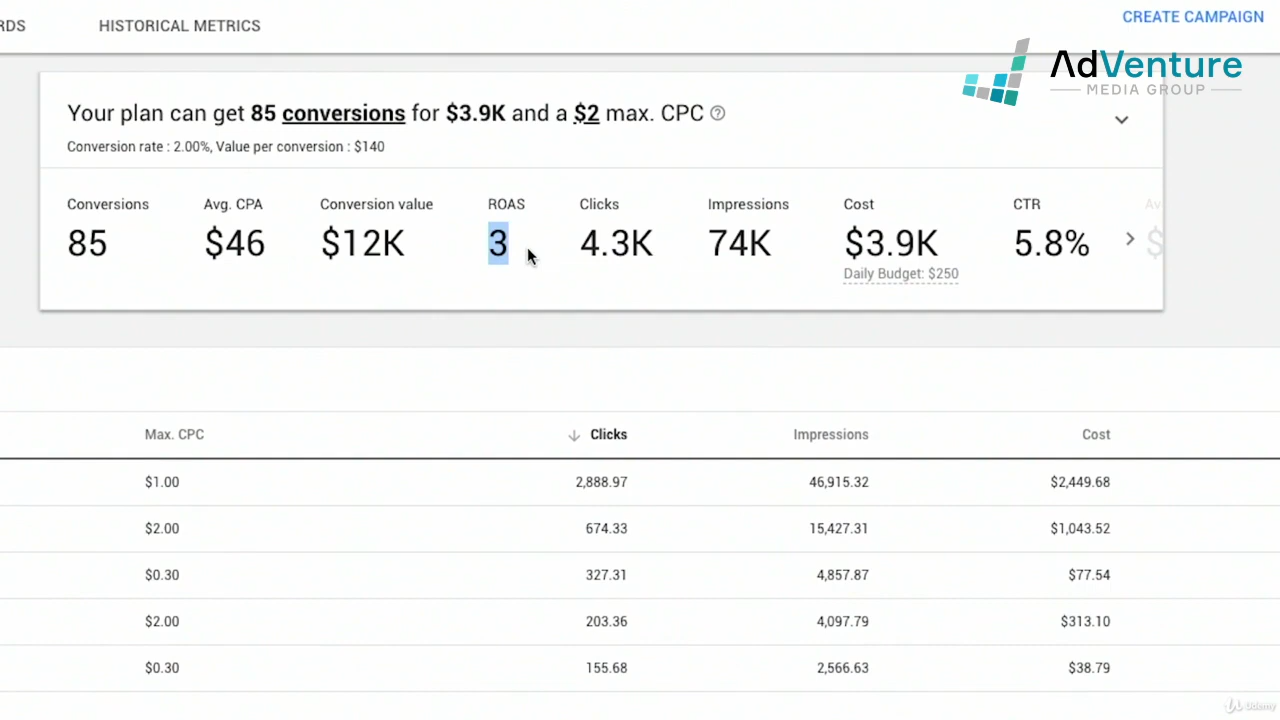 RDS HISTORICAL METRICS CREATE CAMPAIGN
AdVenture
MEDIA GROUP
Your plan can get 85 conversions for $3.9K and a $2 max. CPC
Conversion rate : 2.00%, Value per conversion : $140
Conversions Avg. CPA Conversion value ROAS Clicks Impressions Cost CTR Av
85 $46 $12K 3 4.3K 74K $3.9K 5.8% $
Daily Budget: $250
Max. CPC Clicks Impressions Cost
$1.00 2,888.97 46,915.32 $2,449.68
$2.00 674.33 15,427.31 $1,043.52
$0.30 327.31 4,857.87 $77.54
$2.00 203.36 4,097.79 $313.10
$0.30 155.68 2,566.63 $38.79
Udemy